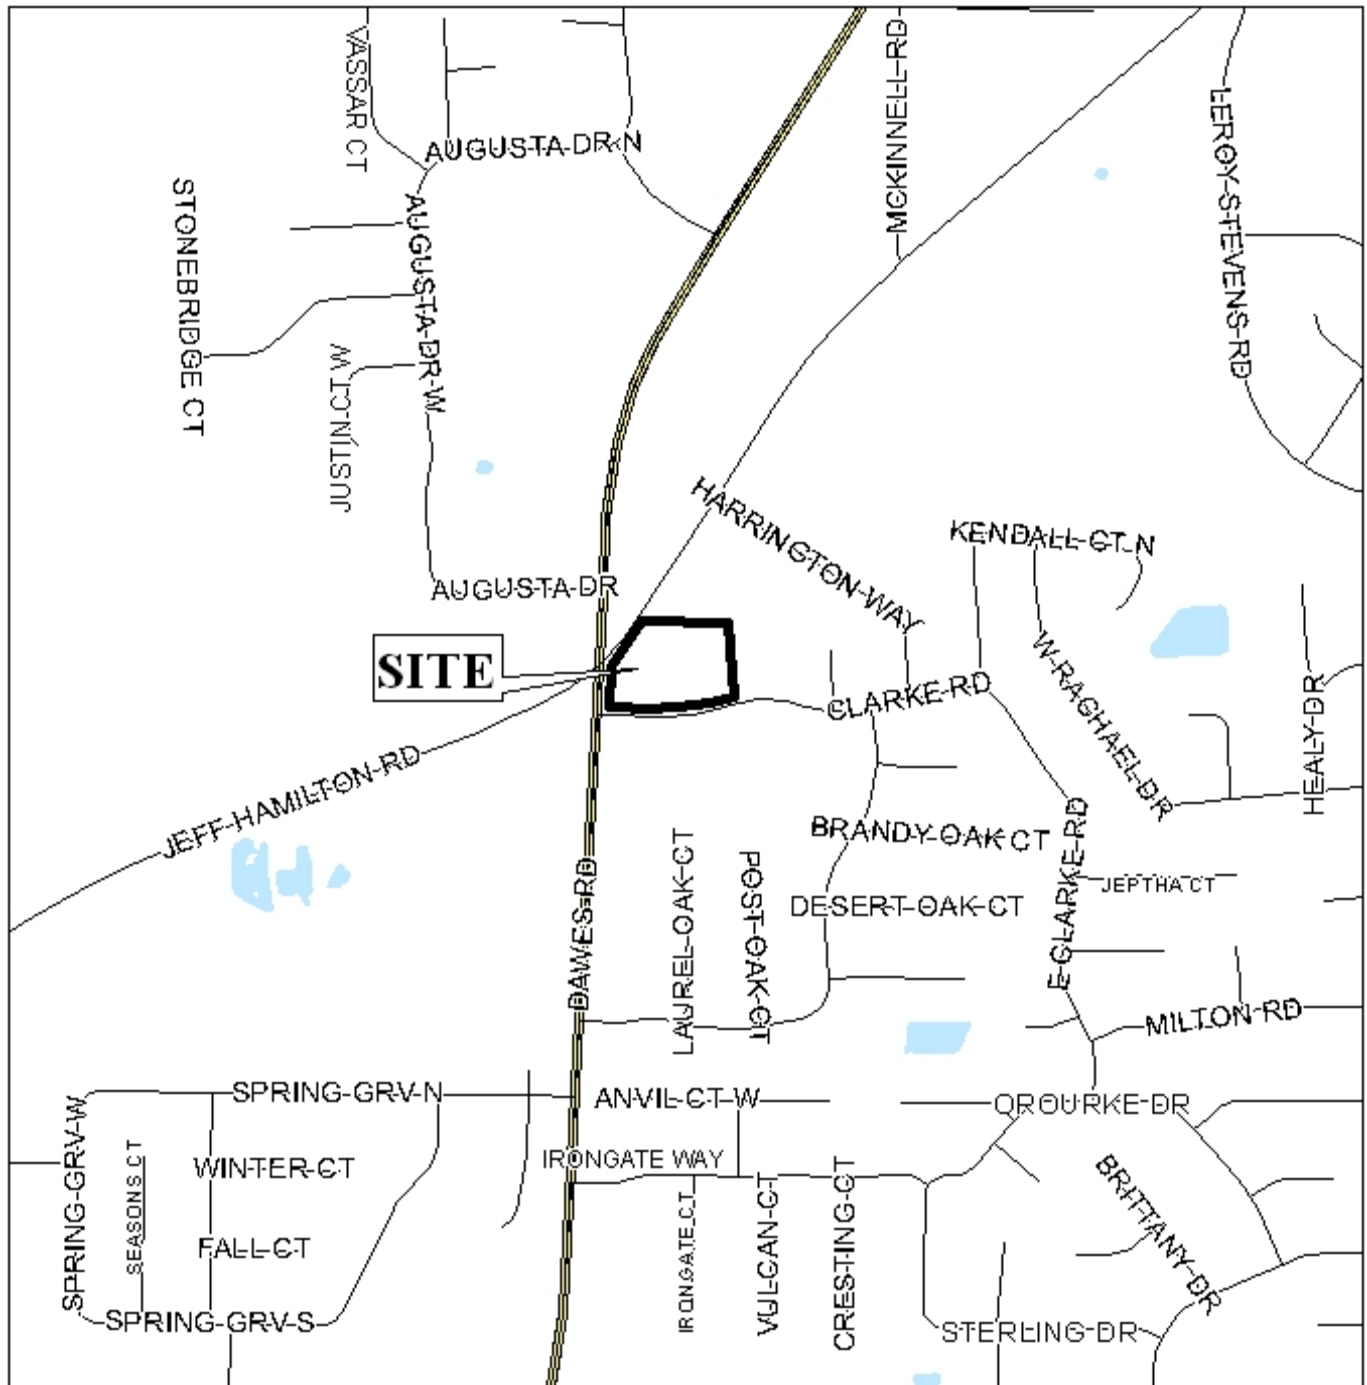 VASSAR CT
MCKINNELL RD
LEROY STEVENS RD
AUGUSTA DR N
STONEBRIDGE CT
AUGUSTA DR W
JUSTIN CT W
HARRINGTON WAY
KENDALL CT N
AUGUSTA DR
SITE
W RACHAEL DR
CLARKE RD
HEALY DR
JEFF HAMILTON RD
BRANDY OAK CT
E CLARKE RD
LAUREL OAK CT
POST OAK CT
DAWES RD
JEPTHA CT
DESERT OAK CT
MILTON RD
SPRING GRV N
ANVIL CT W
OROURKE DR
SPRING GRV W
SEASONS CT
WINTER CT
IRONGATE WAY
IRONGATE CT
VULCAN CT
CRESTING CT
BRITTANY DR
FALL CT
SPRING GRV S
STERLING DR